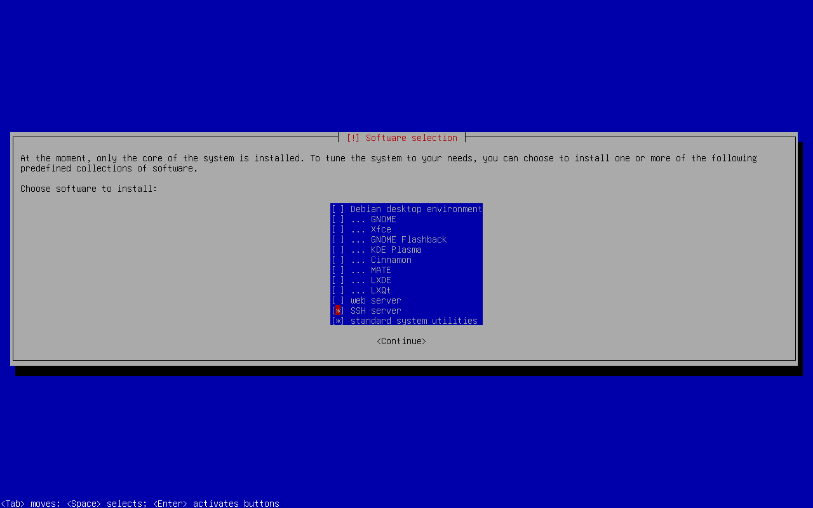 [!] Software selection
At the moment, only the core of the system is installed. To tune the system to your needs, you can choose to install one or more of the following
predefined collections of software.
Choose software to install:
[ ] Debian desktop environment
[ ] ... GNOME
[ ] ... Xfce
[ ] ... GNOME Flashback
[ ] ... KDE Plasma
[ ] ... Cinnamon
[ ] ... MATE
[ ] ... LXDE
[ ] ... LXQt
[ ] web server
[*] SSH server
[*] standard system utilities
<Continue>
<Tab> moves; <Space> selects; <Enter> activates buttons